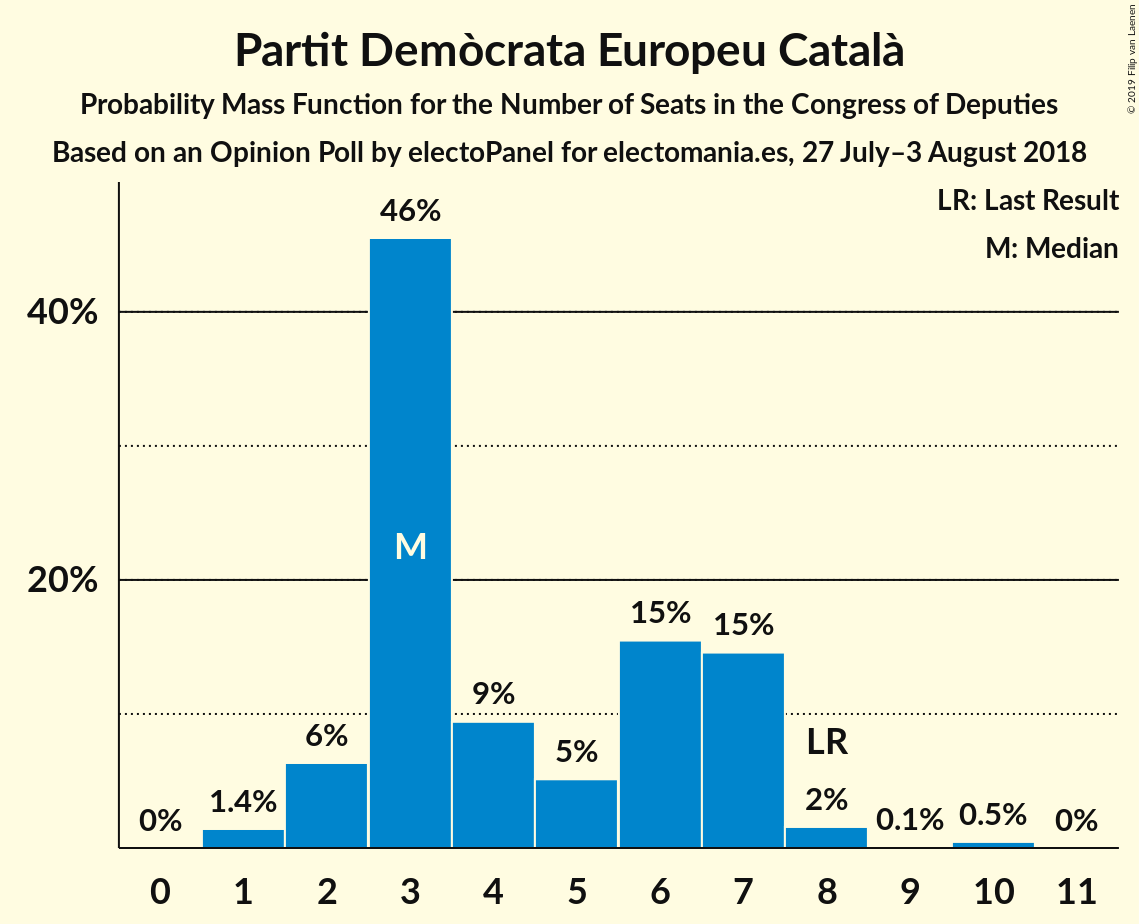 Partit Demòcrata Europeu Català
Probability Mass Function for the Number of Seats in the Congress of Deputies
Based on an Opinion Poll by electoPanel for electomania.es, 27 July–3 August 2018
© 2019 Filip van Laenen
LR: Last Result
M: Median
46%
40%
M
20%
15%
15%
9%
6%
5%
LR
1.4%
2%
0%
0.1%
0.5%
0%
0 1 2 3 4 5 6 7 8 9 10 11